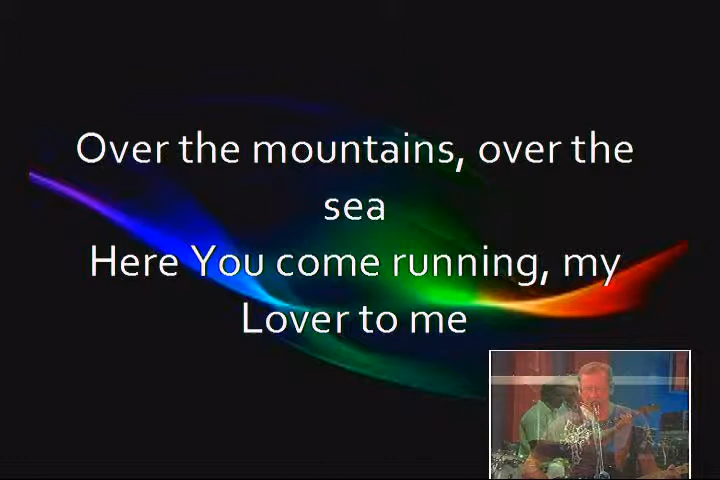 Over the mountains, over the
sea
Here You come running, my
Lover to me